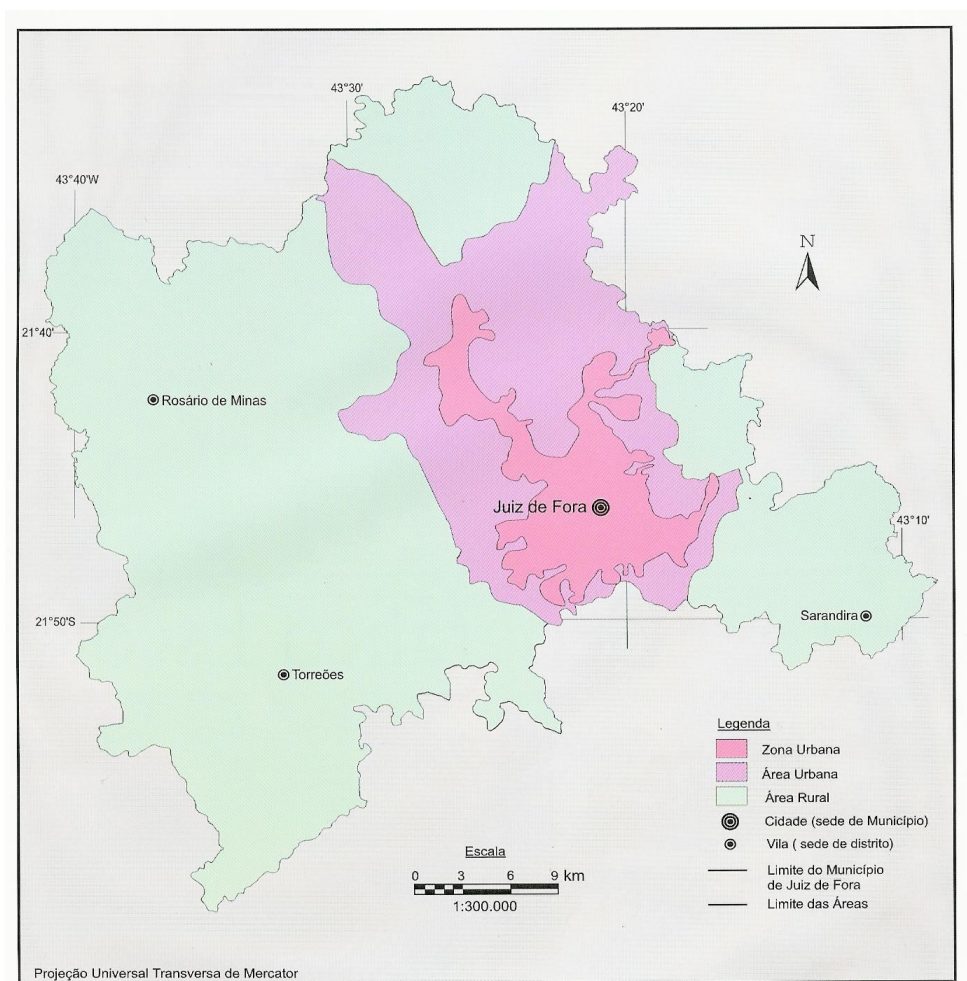 43°30'
43°20'
43°40'W
N
21°40'
Rosário de Minas
Juiz de Fora
43°10'
Sarandira
21°50'S
Torreões
Legenda
Zona Urbana
Área Urbana
Área Rural
Cidade (sede de Município)
Vila ( sede de distrito)
Limite do Município
de Juiz de Fora
Limite das Áreas
Escala
0 3 6 9 km
1:300.000
Projeção Universal Transversa de Mercator